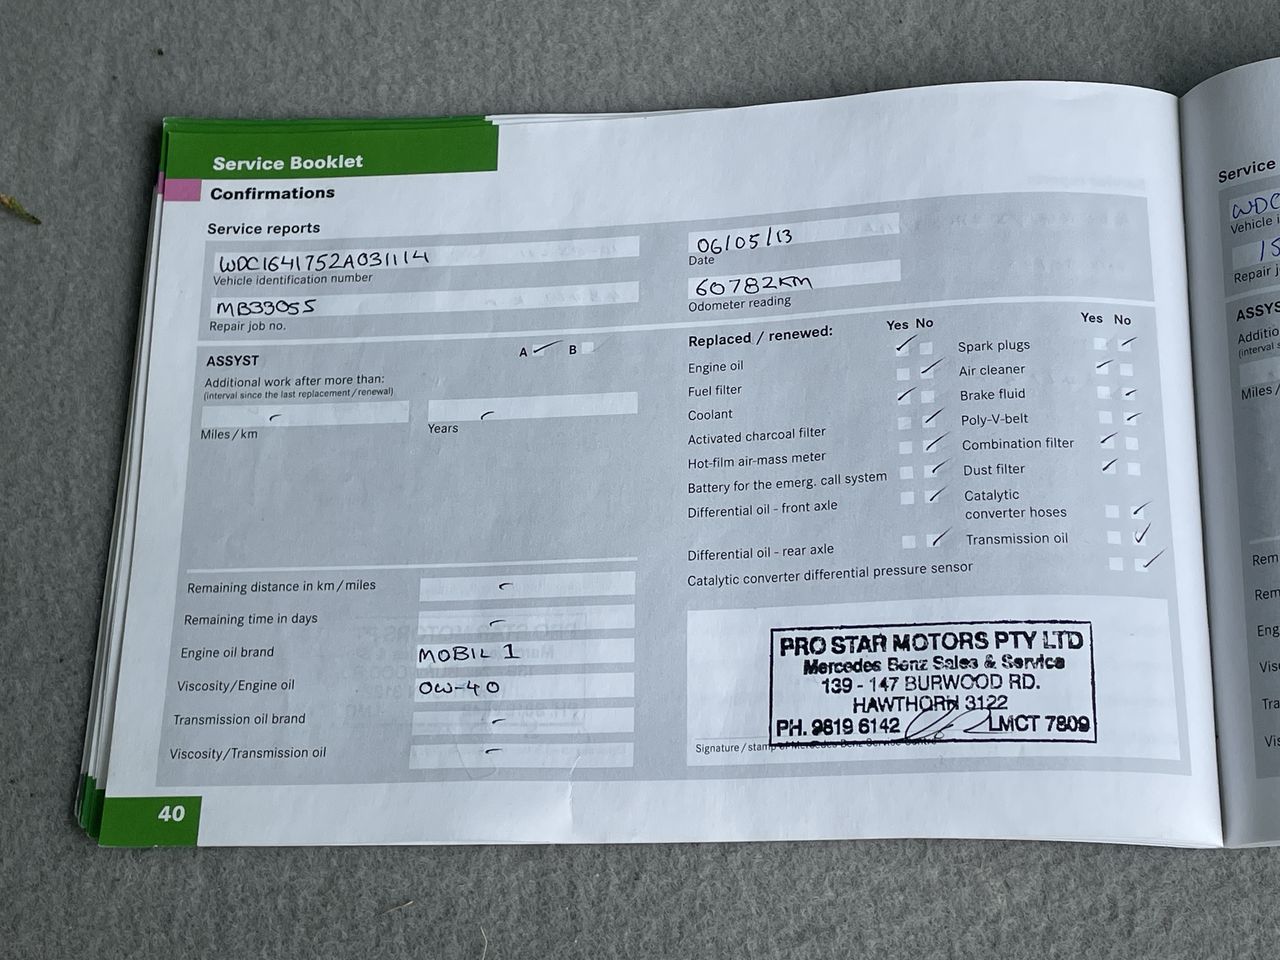 Service Booklet
Confirmations
Service reports
WDC1641752A031114
Vehicle identification number
MB33055
Repair job no.
06/05/13
Date
60782KM
Odometer reading
ASSYST
A ✓ B
Additional work after more than:
(interval since the last replacement/renewal)
Miles/km
Years
Remaining distance in km/miles
Remaining time in days
Engine oil brand
MOBIL 1
Viscosity/Engine oil
0W-40
Transmission oil brand
Viscosity/Transmission oil
Replaced / renewed:
Yes No
Engine oil
Fuel filter
Coolant
Activated charcoal filter
Hot-film air-mass meter
Battery for the emerg. call system
Differential oil - front axle
Differential oil - rear axle
Catalytic converter differential pressure sensor
Yes No
Spark plugs
Air cleaner
Brake fluid
Poly-V-belt
Combination filter
Dust filter
Catalytic
converter hoses
Transmission oil
PRO STAR MOTORS PTY LTD
Mercedes Benz Sales & Service
139 - 147 BURWOOD RD.
HAWTHORN 3122
PH. 9819 6142 LMCT 7809
Signature/stamp of Mercedes-Benz Service Centre
40
Service
WDC
Vehicle i
15
Repair j
ASSYS
Additio
(interval s
Miles/
Rem
Rem
Eng
Visc
Tra
Vis